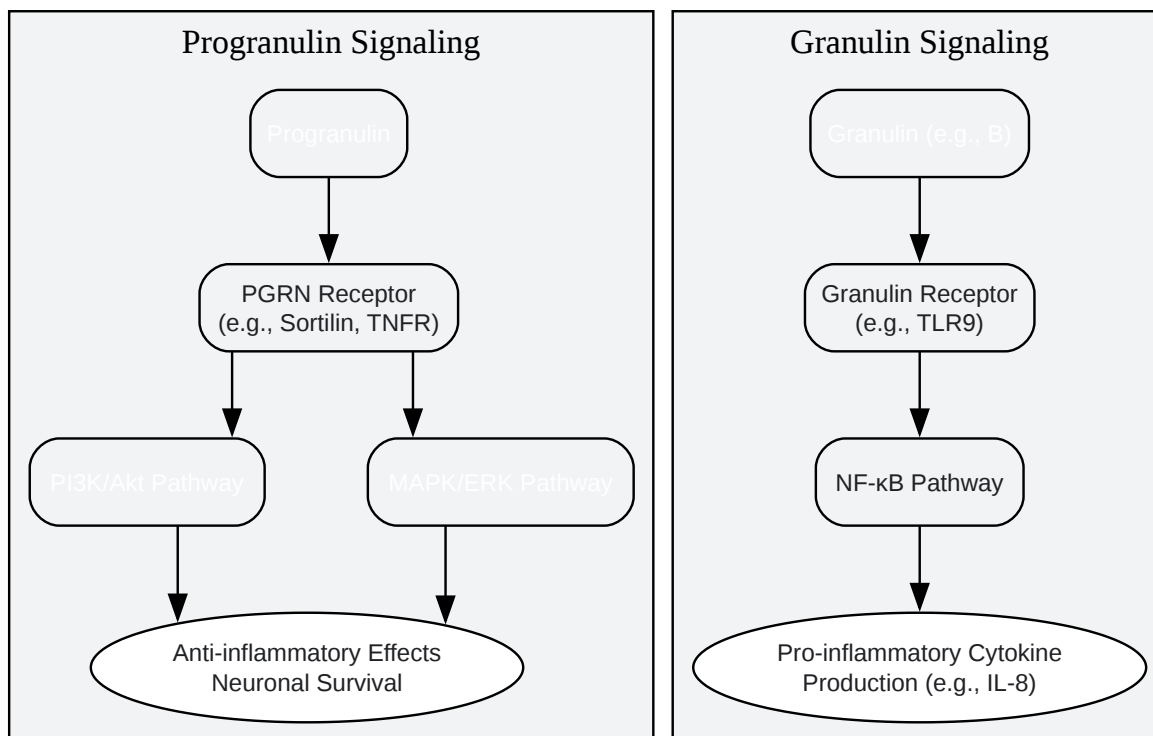 Progranulin Signaling
Progranulin
PGRN Receptor
(e.g., Sortilin, TNFR)
PI3K/Akt Pathway
MAPK/ERK Pathway
Anti-inflammatory Effects
Neuronal Survival
Granulin Signaling
Granulin (e.g., B)
Granulin Receptor
(e.g., TLR9)
NF-κB Pathway
Pro-inflammatory Cytokine
Production (e.g., IL-8)